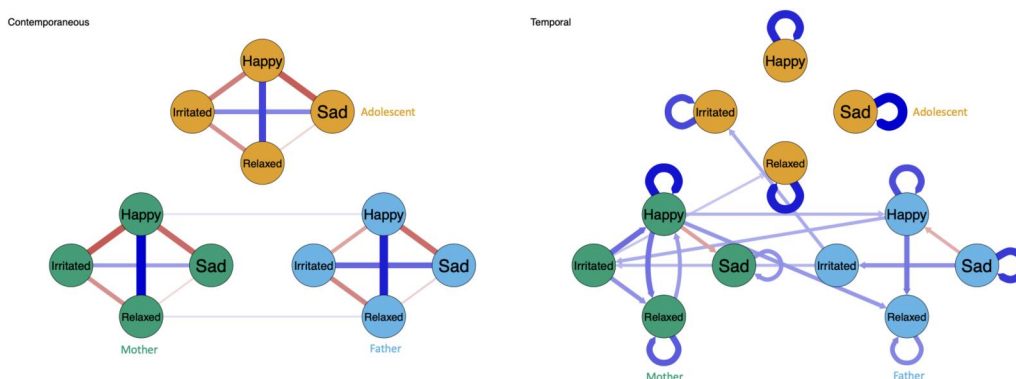 Contemporaneous
Happy
Irritated
Sad
Adolescent
Relaxed
Happy
Irritated
Sad
Relaxed
Mother
Happy
Irritated
Sad
Relaxed
Father
Temporal
Happy
Irritated
Sad
Adolescent
Relaxed
Happy
Irritated
Sad
Relaxed
Mother
Happy
Irritated
Sad
Relaxed
Father